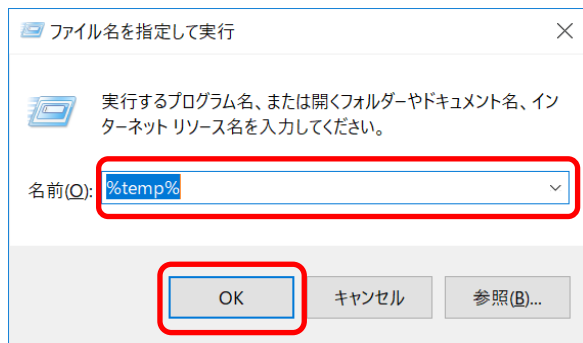 ファイル名を指定して実行
実行するプログラム名、または開くフォルダーやドキュメント名、イン
ターネット リソース名を入力してください。
名前(O): %temp%
OK キャンセル 参照(B)...